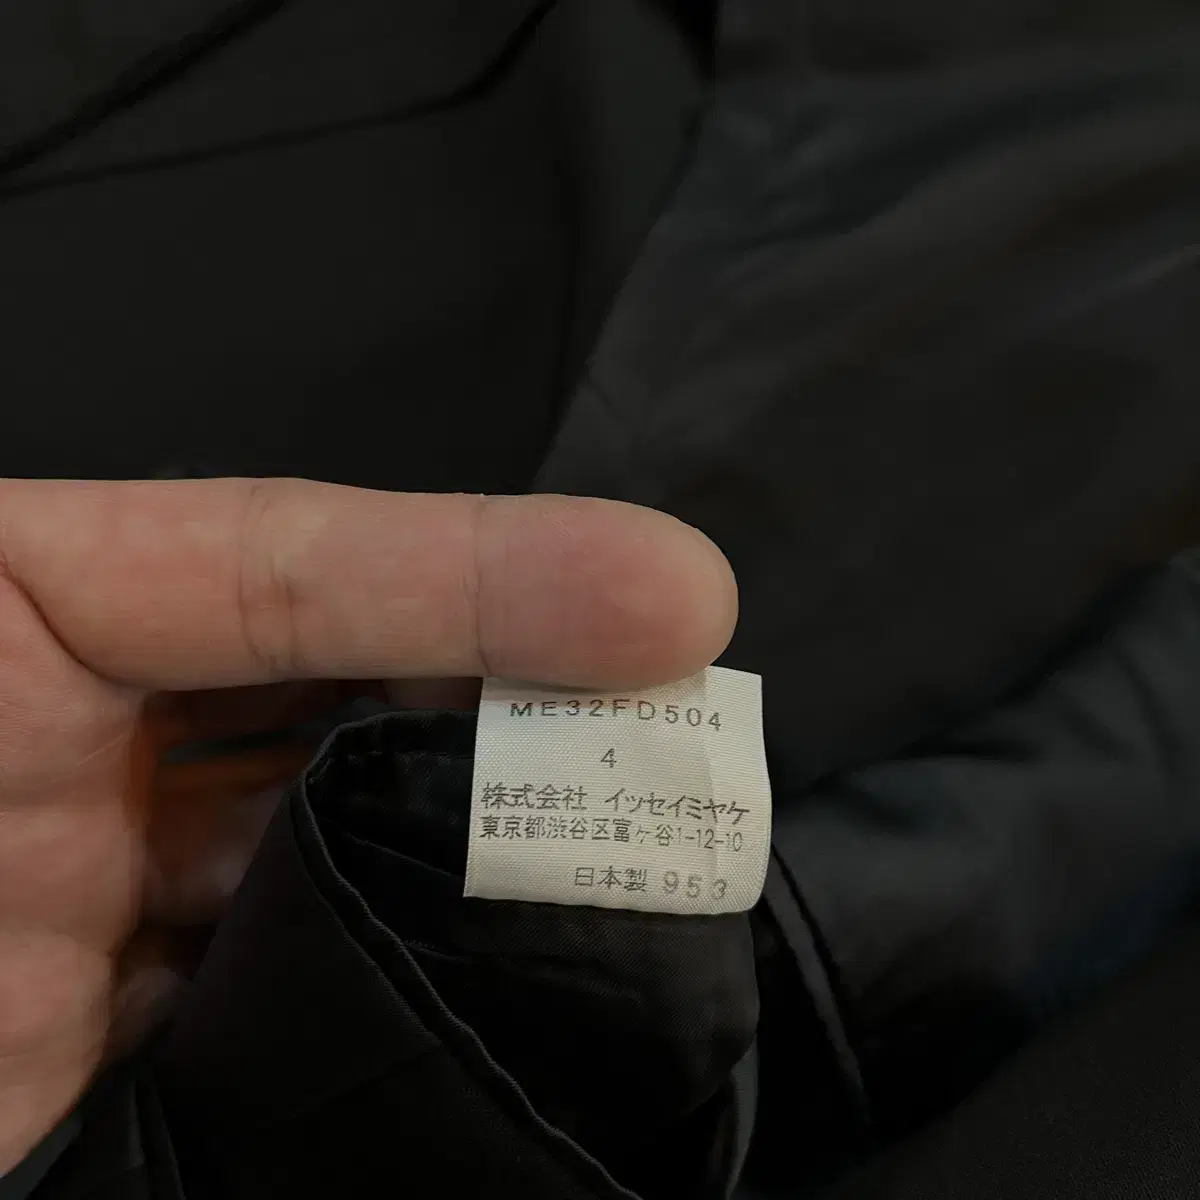 ME32FD504
4
株式会社 イッセイミヤケ
東京都渋谷区富ヶ谷1-12-10
日本製 953